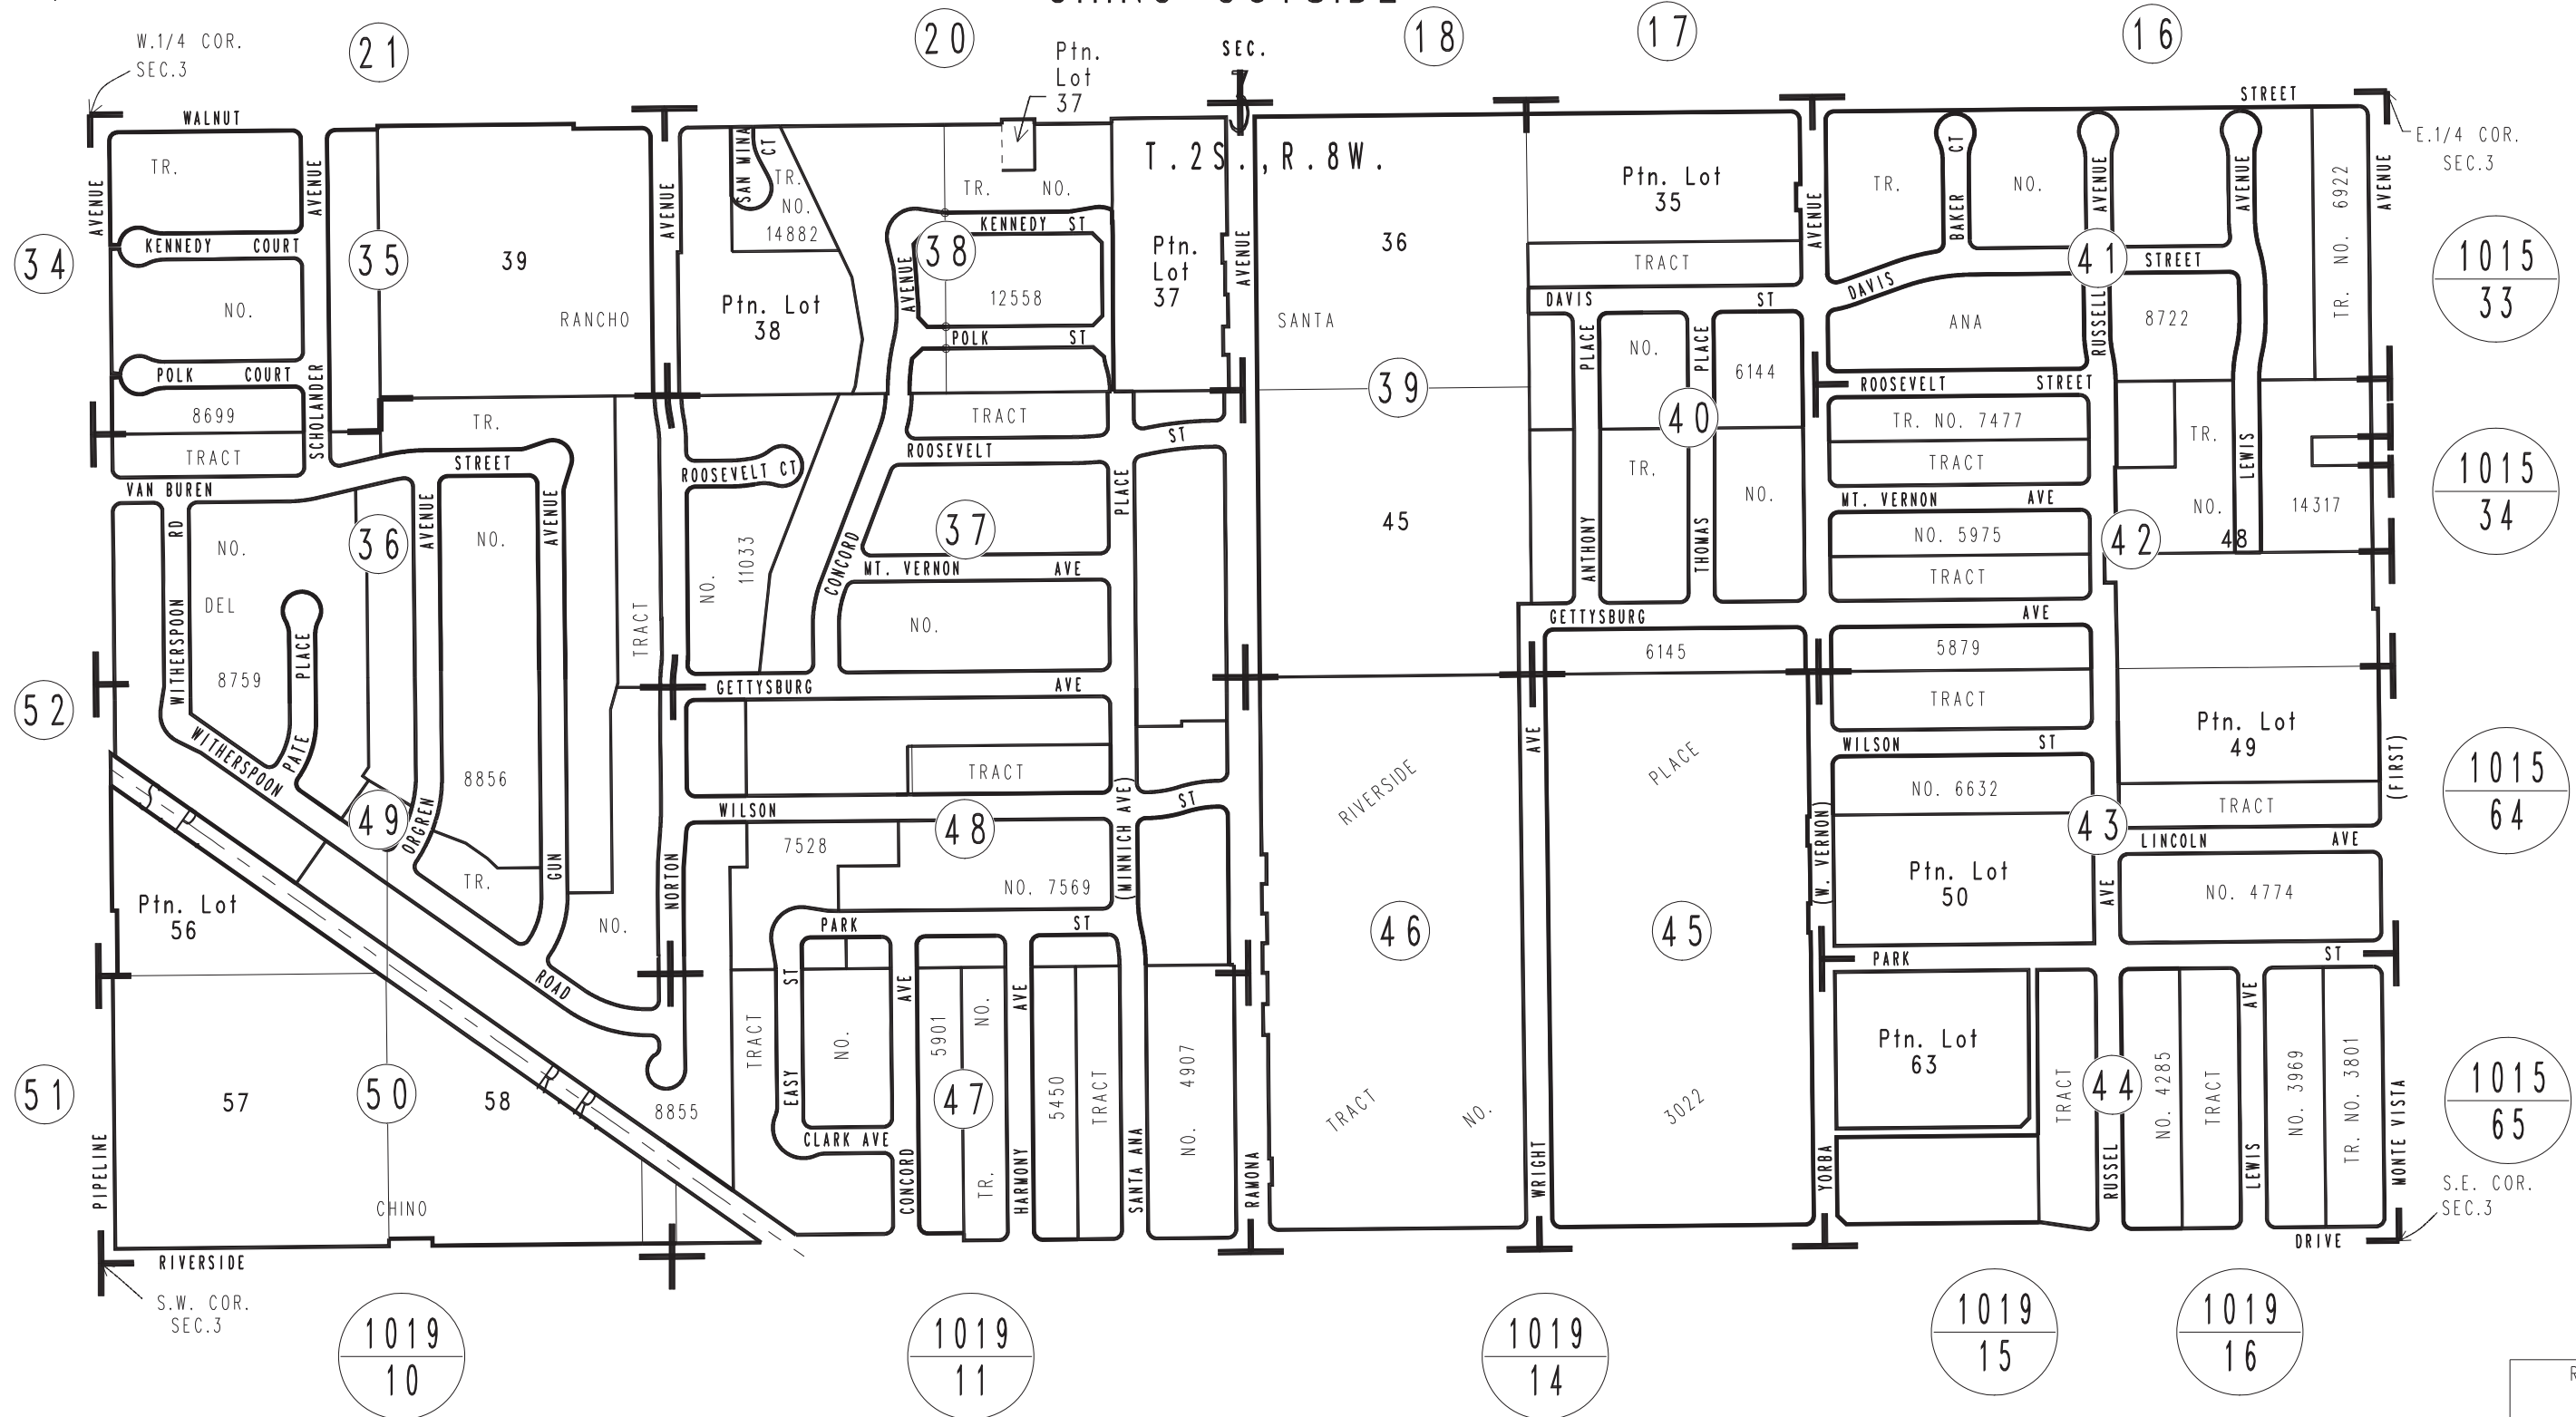 21
20
18
17
16
W.1/4 COR.
SEC.3
Ptn.
Lot
37
SEC.
T.2S.,R.8W.
WALNUT
STREET
E.1/4 COR.
SEC.3
AVENUE
TR.
AVENUE
KENNEDY COURT
NO.
POLK COURT
8699
TRACT
SCHOLANDER
34
35
39
RANCHO
AVENUE
SAN MINA
CT
TR.
NO.
14882
TR. NO.
KENNEDY ST
38
AVENUE
12558
POLK ST
Ptn. Lot
38
Ptn.
Lot
37
AVENUE
36
SANTA
39
Ptn. Lot
35
TRACT
DAVIS ST
AVENUE
TR.
BAKER CT
NO.
AVENUE
AVENUE
TR. NO. 6922
AVENUE
DAVIS
41
STREET
ANA
RUSSELL
8722
1015
33
PLACE
NO.
PLACE
6144
40
ROOSEVELT STREET
TR. NO. 7477
TRACT
TR.
LEWIS
1015
34
TR.
STREET
VAN BUREN
RD
NO.
36
AVENUE
NO.
AVENUE
DEL
WITHERSPOON
8759
PLACE
PATE
WITHERSPOON
TRACT
ROOSEVELT CT
TRACT
ROOSEVELT
ST
PLACE
37
NO.
11033
CONCORD
MT. VERNON AVE
NO.
GETTYSBURG AVE
45
ANTHONY
TR.
THOMAS
NO.
MT. VERNON AVE
NO. 5975
TRACT
42
NO.
48
14317
GETTYSBURG AVE
6145
5879
TRACT
52
8856
49
ORGREN
TR.
GUN
NO.
NORTON
TRACT
WILSON
ST
7528
48
(MINNICH AVE)
NO. 7569
PARK ST
RIVERSIDE
AVE
PLACE
WILSON ST
NO. 6632
(W. VERNON)
43
Ptn. Lot
49
TRACT
(FIRST)
1015
64
LINCOLN AVE
Ptn. Lot
50
AVE
NO. 4774
Ptn. Lot
56
ROAD
RR
RR
46
45
PARK ST
51
57
50
58
8855
TRACT
ST
EASY
NO.
CLARK AVE
AVE
CONCORD
5901
47
NO.
TR.
AVE
HARMONY
5450
TRACT
SANTA ANA
NO. 4907
RAMONA
TRACT NO.
3022
WRIGHT
YORBA
Ptn. Lot
63
TRACT
44
RUSSEL
NO. 4285
TRACT
AVE
LEWIS
NO. 3969
TR. NO. 3801
MONTE VISTA
1015
65
PIPELINE
CHINO
RIVERSIDE
DRIVE
S.W. COR.
SEC.3
S.E. COR.
SEC.3
1019
10
1019
11
1019
14
1019
15
1019
16